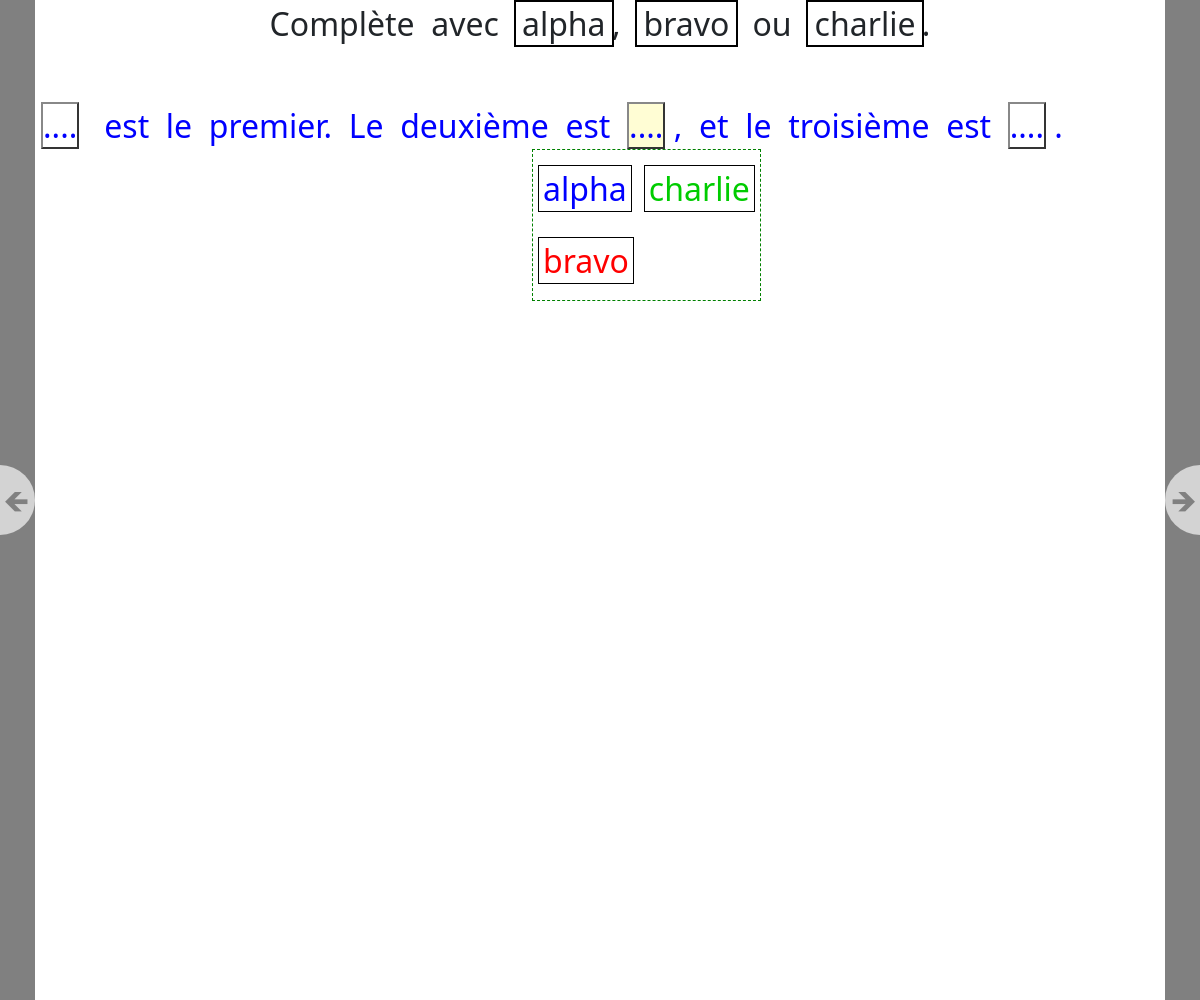 Complète avec alpha, bravo ou charlie.
.... est le premier. Le deuxième est ...., et le troisième est .... .
alpha charlie
bravo